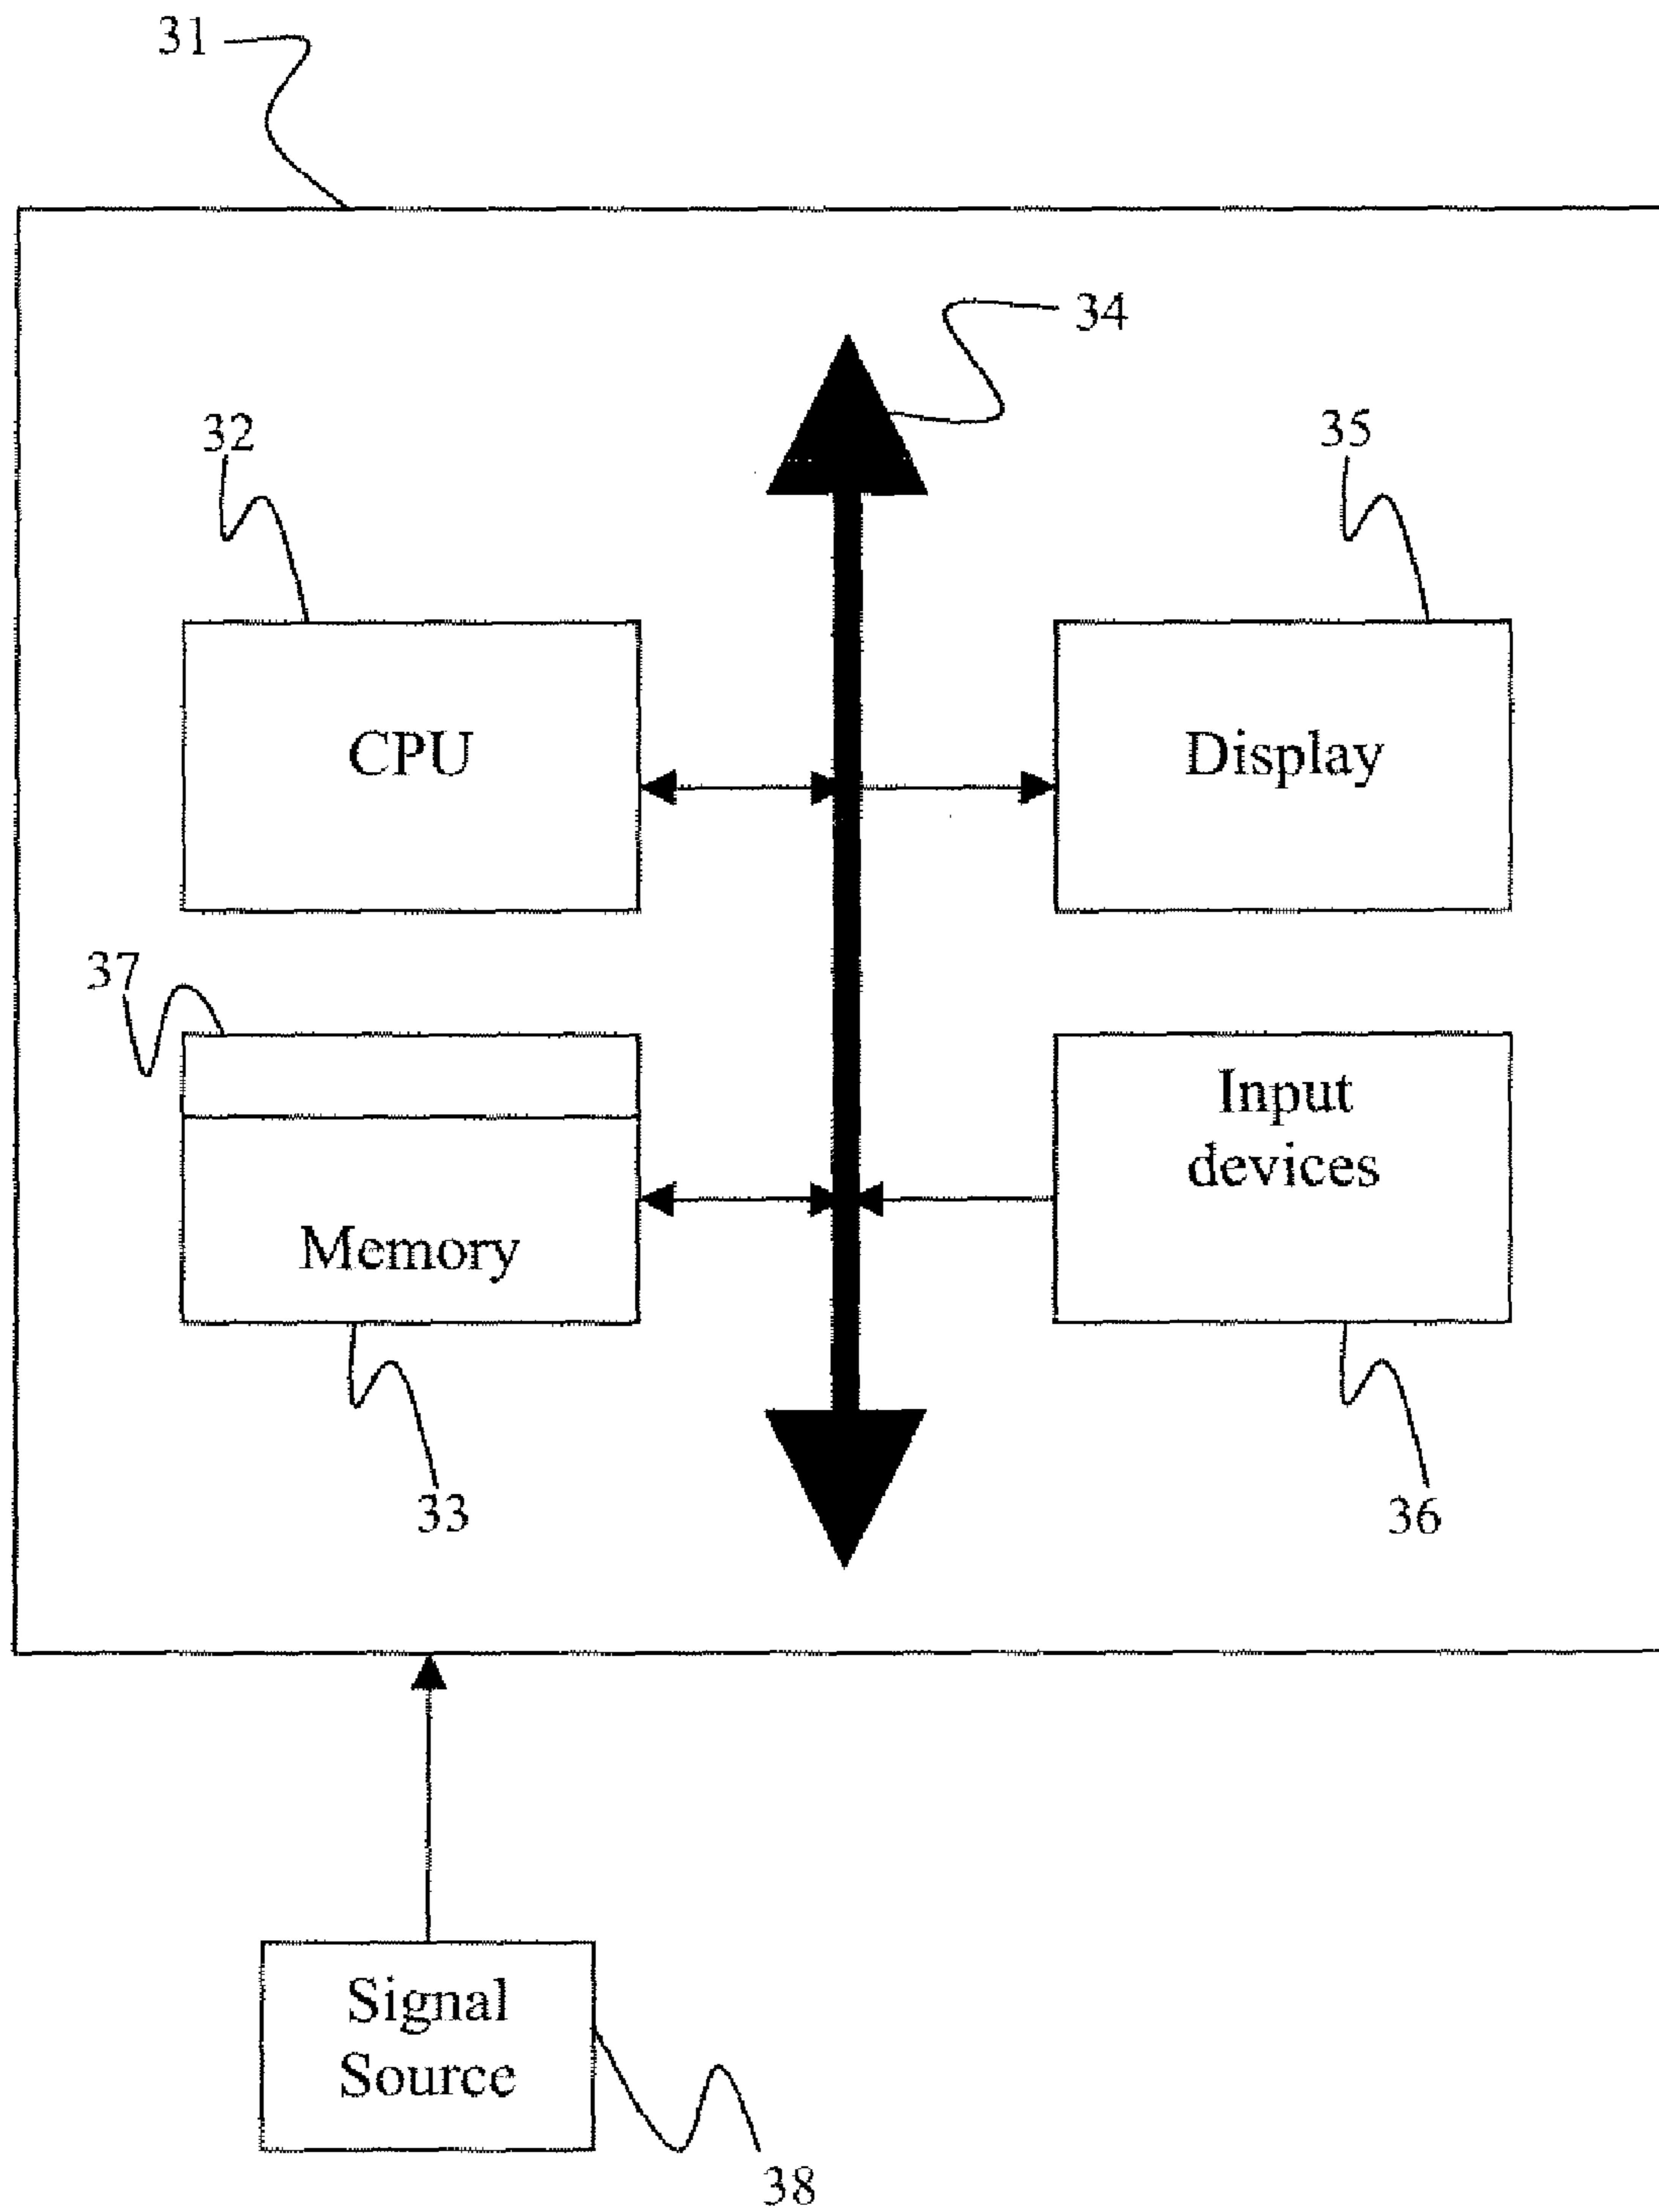 31
34
32
35
CPU
Display
37
Input
devices
Memory
33
36
Signal
Source
38